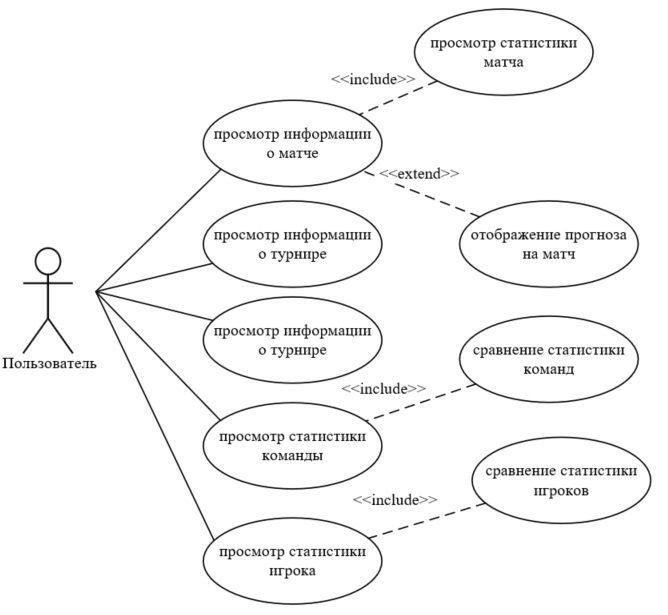 просмотр статистики
матча
<<include>>
просмотр информации
о матче
<<extend>>
отображение прогноза
на матч
просмотр информации
о турнире
просмотр информации
о турнире
Пользователь
сравнение статистики
команд
<<include>>
просмотр статистики
команды
сравнение статистики
игроков
<<include>>
просмотр статистики
игрока